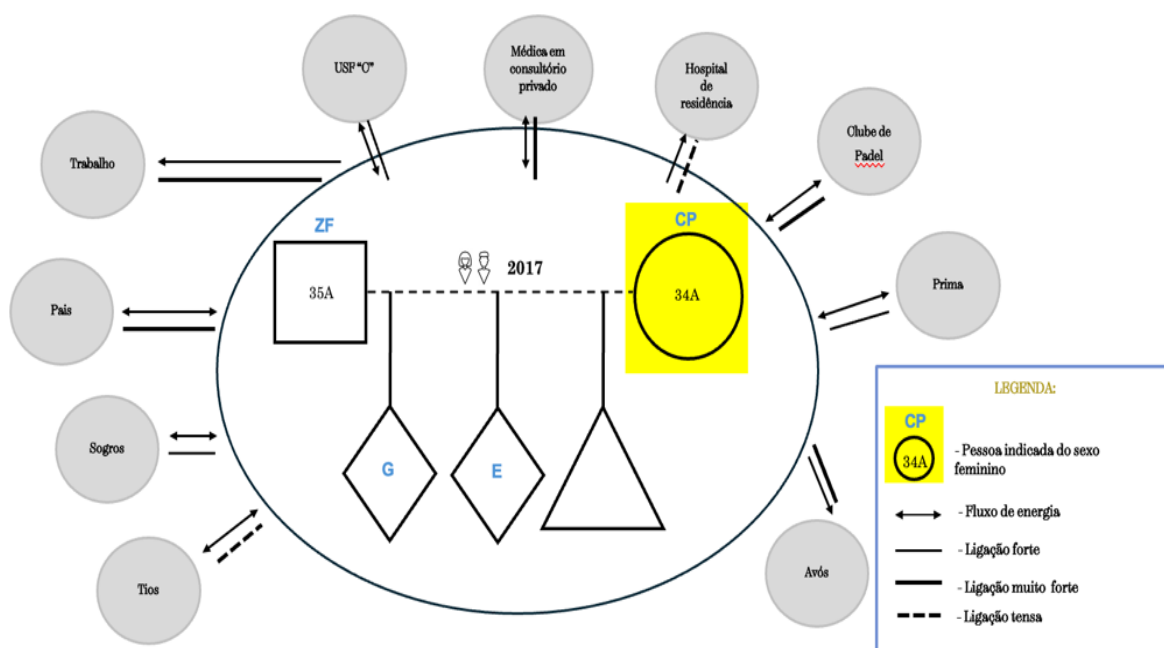 USF “C”
Médica em
consultório
privado
Hospital
de
residência
Clube de
Padel
Trabalho
ZF
CP
2017
35A
34A
Prima
Pais
LEGENDA:
CP
34A
- Pessoa indicada do sexo
feminino
Sogros
G
E
- Fluxo de energia
- Ligação forte
- Ligação muito forte
- Ligação tensa
Tios
Avós